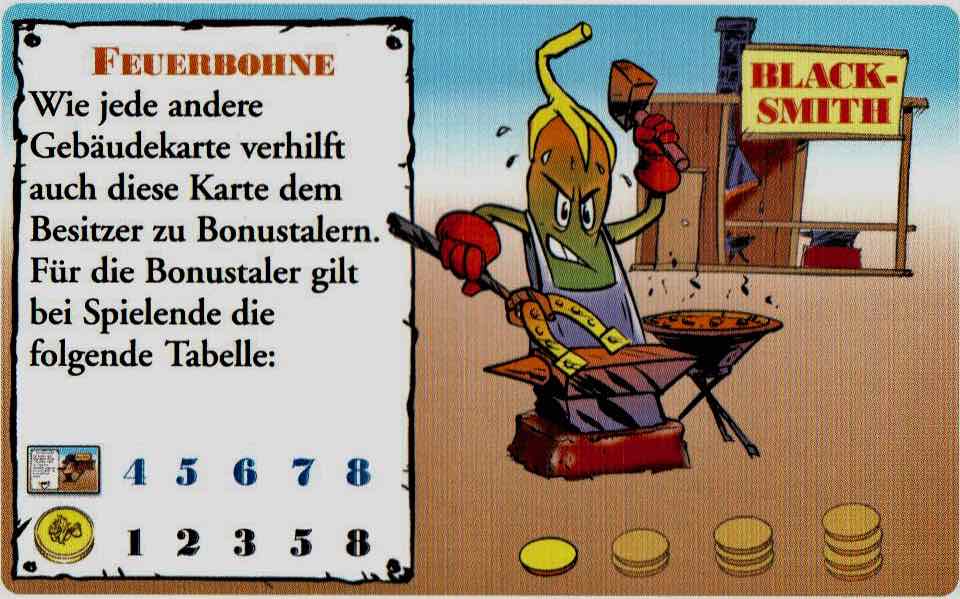 FEUERBOHNE
Wie jede andere
Gebäudekarte verhilft
auch diese Karte dem
Besitzer zu Bonustalern.
Für die Bonustaler gilt
bei Spielende die
folgende Tabelle:
4 5 6 7 8
1 2 3 5 8
BLACK-
SMITH